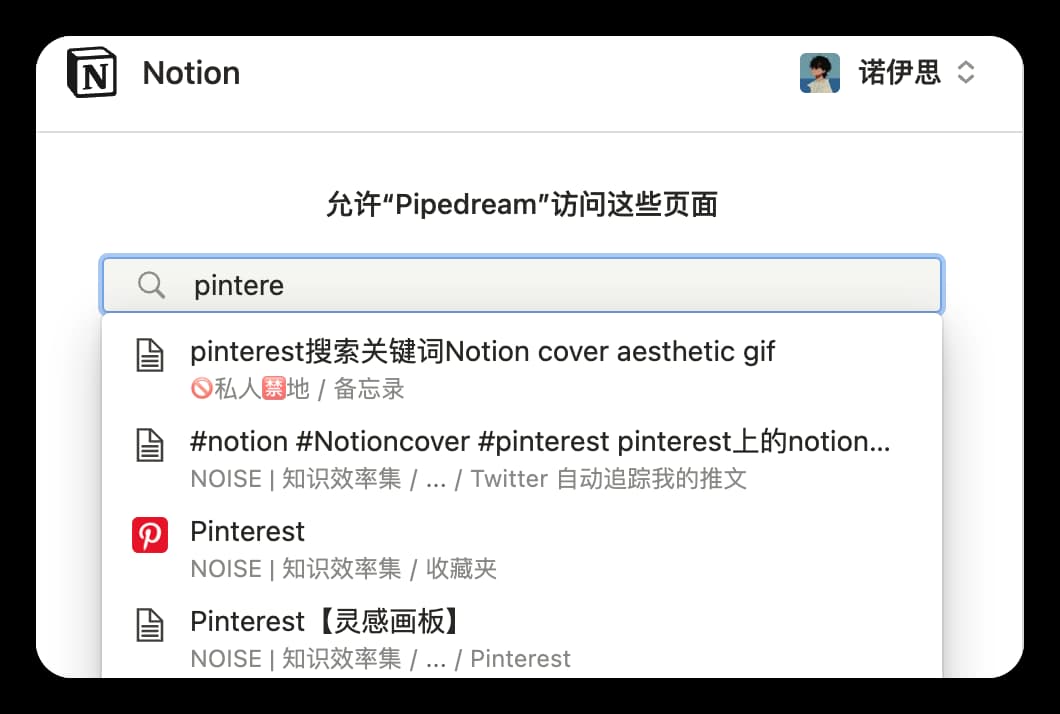 Notion
诺伊思
允许“Pipedream”访问这些页面
pintere
pinterest搜索关键词Notion cover aesthetic gif
🚫私人🈲地 / 备忘录
#notion #Notioncover #pinterest pinterest上的notion...
NOISE | 知识效率集 / ... / Twitter 自动追踪我的推文
Pinterest
NOISE | 知识效率集 / 收藏夹
Pinterest【灵感画板】
NOISE | 知识效率集 / ... / Pinterest